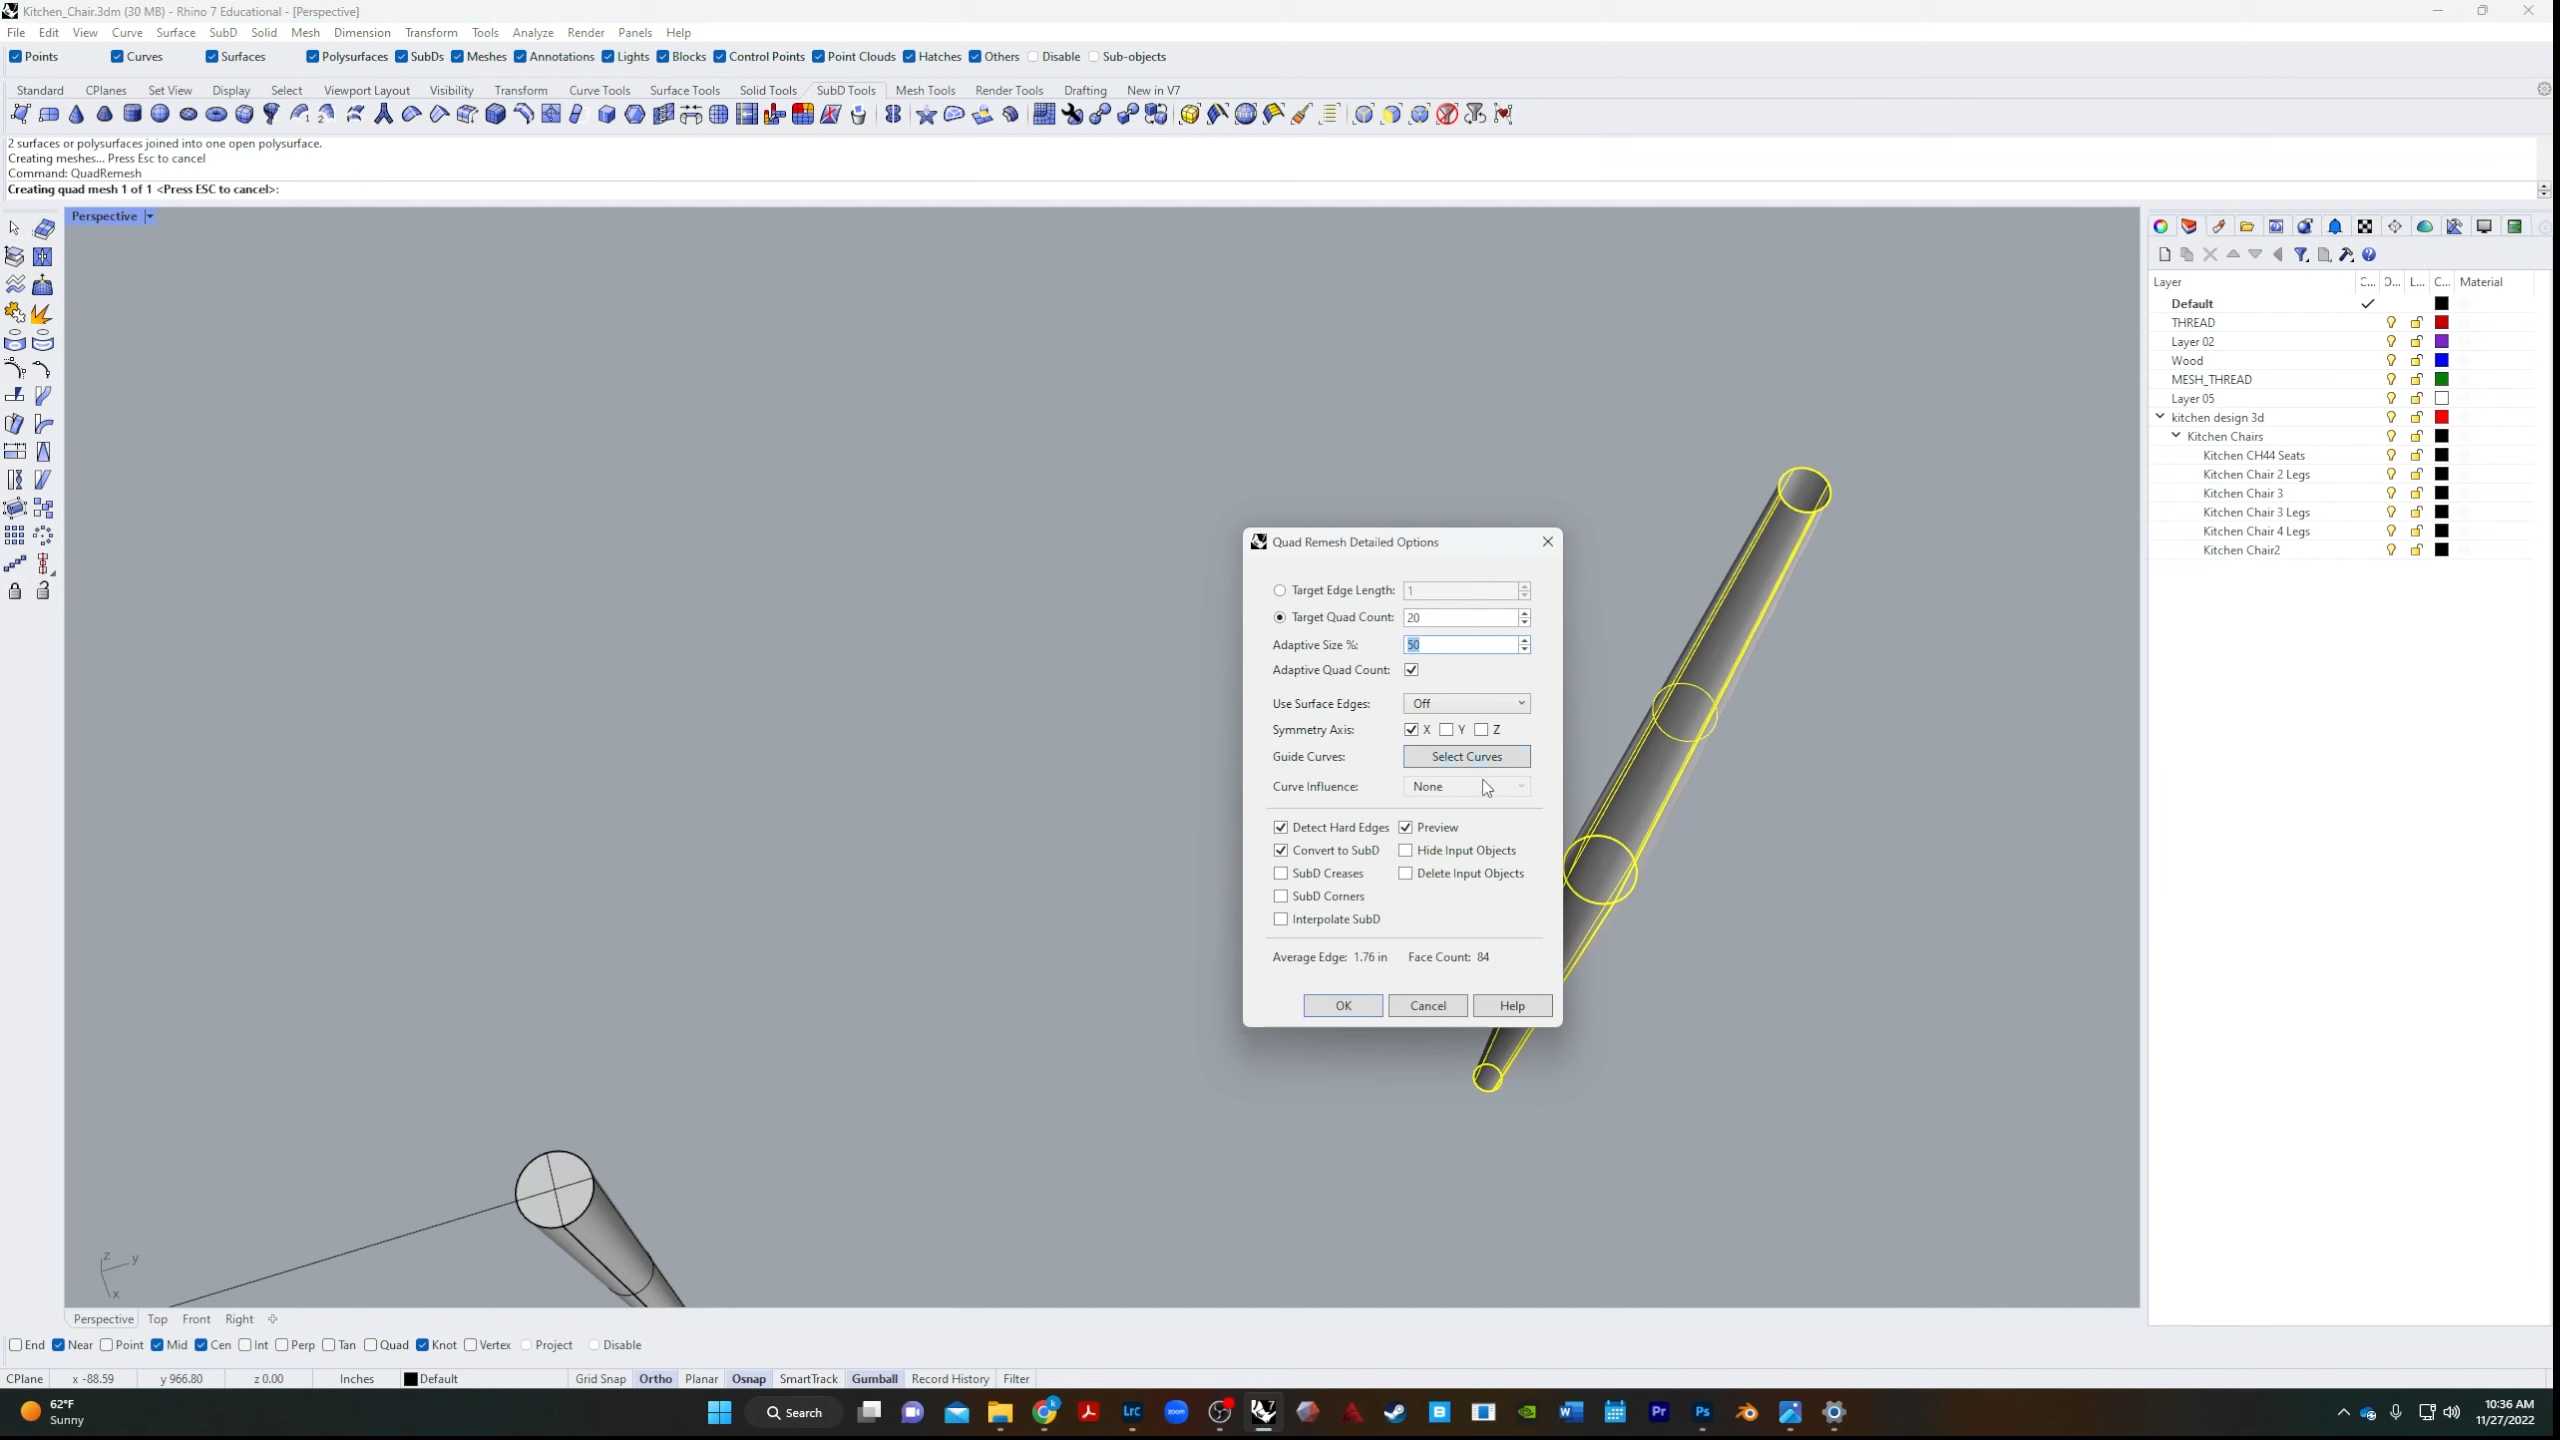 Kitchen_Chair.3dm (30 MB) - Rhino 7 Educational - [Perspective]
File Edit View Curve Surface SubD Solid Mesh Dimension Transform Tools Analyze Render Panels Help
Points Curves Surfaces Polysurfaces SubDs Meshes Annotations Lights Blocks Control Points Point Clouds Hatches Others Disable Sub-objects
Standard CPlanes Set View Display Select Viewport Layout Visibility Transform Curve Tools Surface Tools Solid Tools SubD Tools Mesh Tools Render Tools Drafting New in V7
2 surfaces or polysurfaces joined into one open polysurface.
Creating meshes... Press Esc to cancel
Command: QuadRemesh
Creating quad mesh 1 of 1 <Press ESC to cancel>:
Perspective
Layer C... O... L... C... Material
Default
THREAD
Layer 02
Wood
MESH_THREAD
Layer 05
kitchen design 3d
Kitchen Chairs
Kitchen CH44 Seats
Kitchen Chair 2 Legs
Kitchen Chair 3
Kitchen Chair 3 Legs
Kitchen Chair 4 Legs
Kitchen Chair2
Quad Remesh Detailed Options
Target Edge Length: 1
Target Quad Count: 20
Adaptive Size %: 50
Adaptive Quad Count:
Use Surface Edges: Off
Symmetry Axis: X Y Z
Guide Curves: Select Curves
Curve Influence: None
Detect Hard Edges Preview
Convert to SubD Hide Input Objects
SubD Creases Delete Input Objects
SubD Corners
Interpolate SubD
Average Edge: 1.76 in Face Count: 84
OK Cancel Help
z y
x
Perspective Top Front Right
End Near Point Mid Cen Int Perp Tan Quad Knot Vertex Project Disable
CPlane x -88.59 y 966.80 z 0.00 Inches Default Grid Snap Ortho Planar Osnap SmartTrack Gumball Record History Filter
62°F
Sunny
Search
Lrc
zoom
7
B
W
Pr
Ps
10:36 AM
11/27/2022